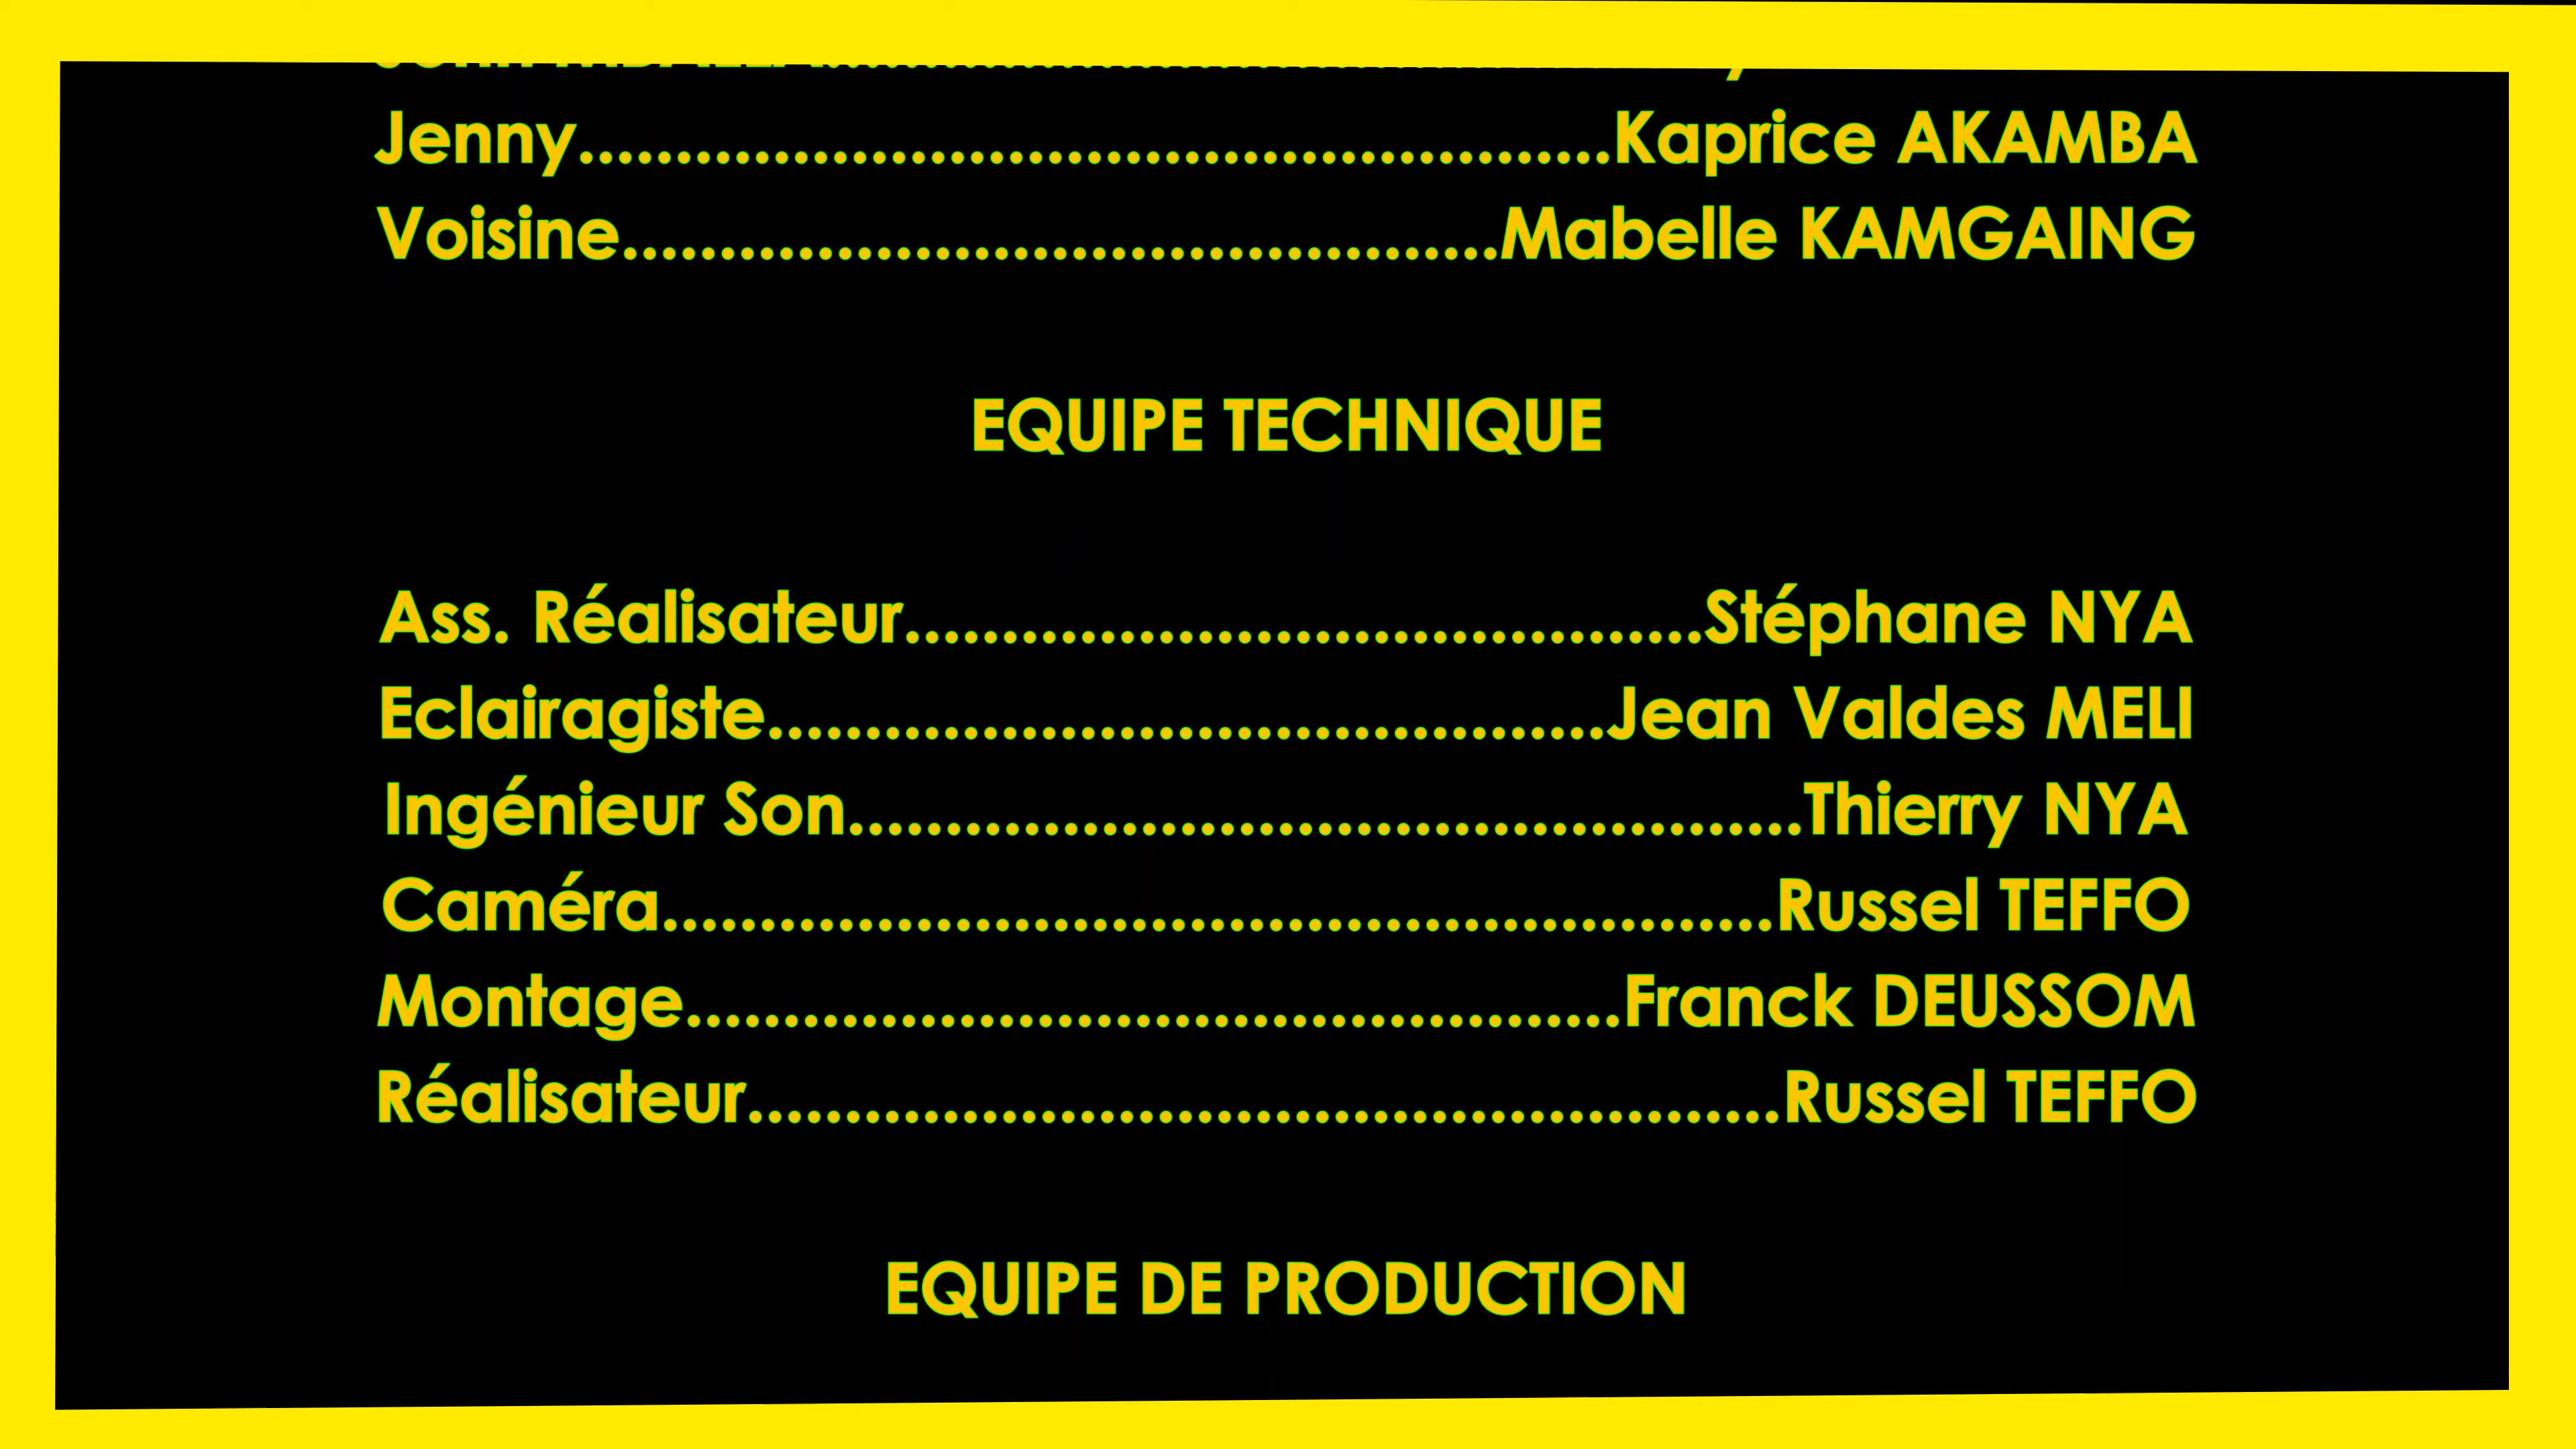 Jenny.....................................................Kaprice AKAMBA
Voisine.............................................Mabelle KAMGAING
EQUIPE TECHNIQUE
Ass. Réalisateur.........................................Stéphane NYA
Eclairagiste...........................................Jean Valdes MELI
Ingénieur Son.................................................Thierry NYA
Caméra.........................................................Russel TEFFO
Montage................................................Franck DEUSSOM
Réalisateur.....................................................Russel TEFFO
EQUIPE DE PRODUCTION